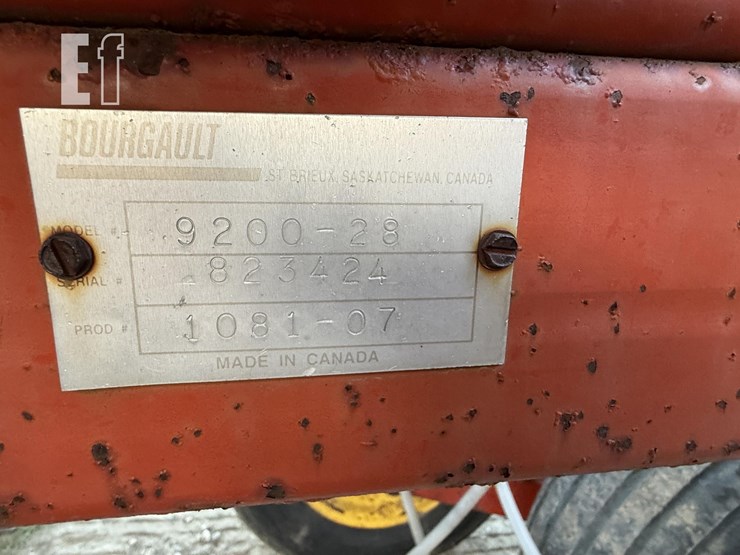 Ef
BOURGAULT
ST. BRIEUX, SASKATCHEWAN, CANADA
MODEL # 9200-28
SERIAL # 823424
PROD # 1081-07
MADE IN CANADA